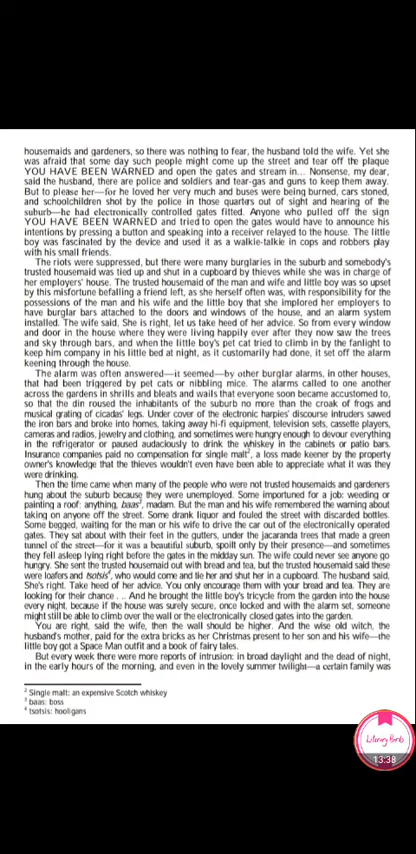 housemaids and gardeners, so there was nothing to fear, the husband told the wife. Yet she
was afraid that some day such people might come up the street and tear off the plaque
YOU HAVE BEEN WARNED and open the gates and stream in... Nonsense, my dear,
said the husband, there are police and soldiers and tear-gas and guns to keep them away.
But to please her—for he loved her very much and buses were being burned, cars stoned,
and schoolchildren shot by the police in those quarters out of sight and hearing of the
suburb—he had electronically controlled gates fitted. Anyone who pulled off the sign
YOU HAVE BEEN WARNED and tried to open the gates would have to announce his
intentions by pressing a button and speaking into a receiver relayed to the house. The little
boy was fascinated by the device and used it as a walkie-talkie in cops and robbers play
with his small friends.
The riots were suppressed, but there were many burglaries in the suburb and somebody's
trusted housemaid was tied up and shut in a cupboard by thieves while she was in charge of
her employers' house. The trusted housemaid of the man and wife and little boy was so upset
by this misfortune befalling a friend left, as she herself often was, with responsibility for the
possessions of the man and his wife and the little boy that she implored her employers to
have burglar bars attached to the doors and windows of the house, and an alarm system
installed. The wife said, She is right, let us take heed of her advice. So from every window
and door in the house where they were living happily ever after they now saw the trees
and sky through bars, and when the little boy's pet cat tried to climb in by the fanlight to
keep him company in his little bed at night, as it customarily had done, it set off the alarm
keening through the house.
The alarm was often answered—it seemed—by other burglar alarms, in other houses,
that had been triggered by pet cats or nibbling mice. The alarms called to one another
across the gardens in shrills and bleats and wails that everyone soon became accustomed to,
so that the din roused the inhabitants of the suburb no more than the croak of frogs and
musical grating of cicadas' legs. Under cover of the electronic harpies' discourse intruders sawed
the iron bars and broke into homes, taking away hi-fi equipment, television sets, cassette players,
cameras and radios, jewelry and clothing, and sometimes were hungry enough to devour everything
in the refrigerator or paused audaciously to drink the whiskey in the cabinets or patio bars.
Insurance companies paid no compensation for single malt², a loss made keener by the property
owner's knowledge that the thieves wouldn't even have been able to appreciate what it was they
were drinking.
Then the time came when many of the people who were not trusted housemaids and gardeners
hung about the suburb because they were unemployed. Some importuned for a job: weeding or
painting a roof; anything, baas³, madam. But the man and his wife remembered the warning about
taking on anyone off the street. Some drank liquor and fouled the street with discarded bottles.
Some begged, waiting for the man or his wife to drive the car out of the electronically operated
gates. They sat about with their feet in the gutters, under the jacaranda trees that made a green
tunnel of the street—for it was a beautiful suburb, spoilt only by their presence—and sometimes
they fell asleep lying right before the gates in the midday sun. The wife could never see anyone go
hungry. She sent the trusted housemaid out with bread and tea, but the trusted housemaid said these
were loafers and tsotsis⁴, who would come and tie her and shut her in a cupboard. The husband said,
She's right. Take heed of her advice. You only encourage them with your bread and tea. They are
looking for their chance . .. And he brought the little boy's tricycle from the garden into the house
every night, because if the house was surely secure, once locked and with the alarm set, someone
might still be able to climb over the wall or the electronically closed gates into the garden.
You are right, said the wife, then the wall should be higher. And the wise old witch, the
husband's mother, paid for the extra bricks as her Christmas present to her son and his wife—the
little boy got a Space Man outfit and a book of fairy tales.
But every week there were more reports of intrusion: in broad daylight and the dead of night,
in the early hours of the morning, and even in the lovely summer twilight—a certain family was
² Single malt: an expensive Scotch whiskey
³ baas: boss
⁴ tsotsis: hooligans
Literary Bond
13:38